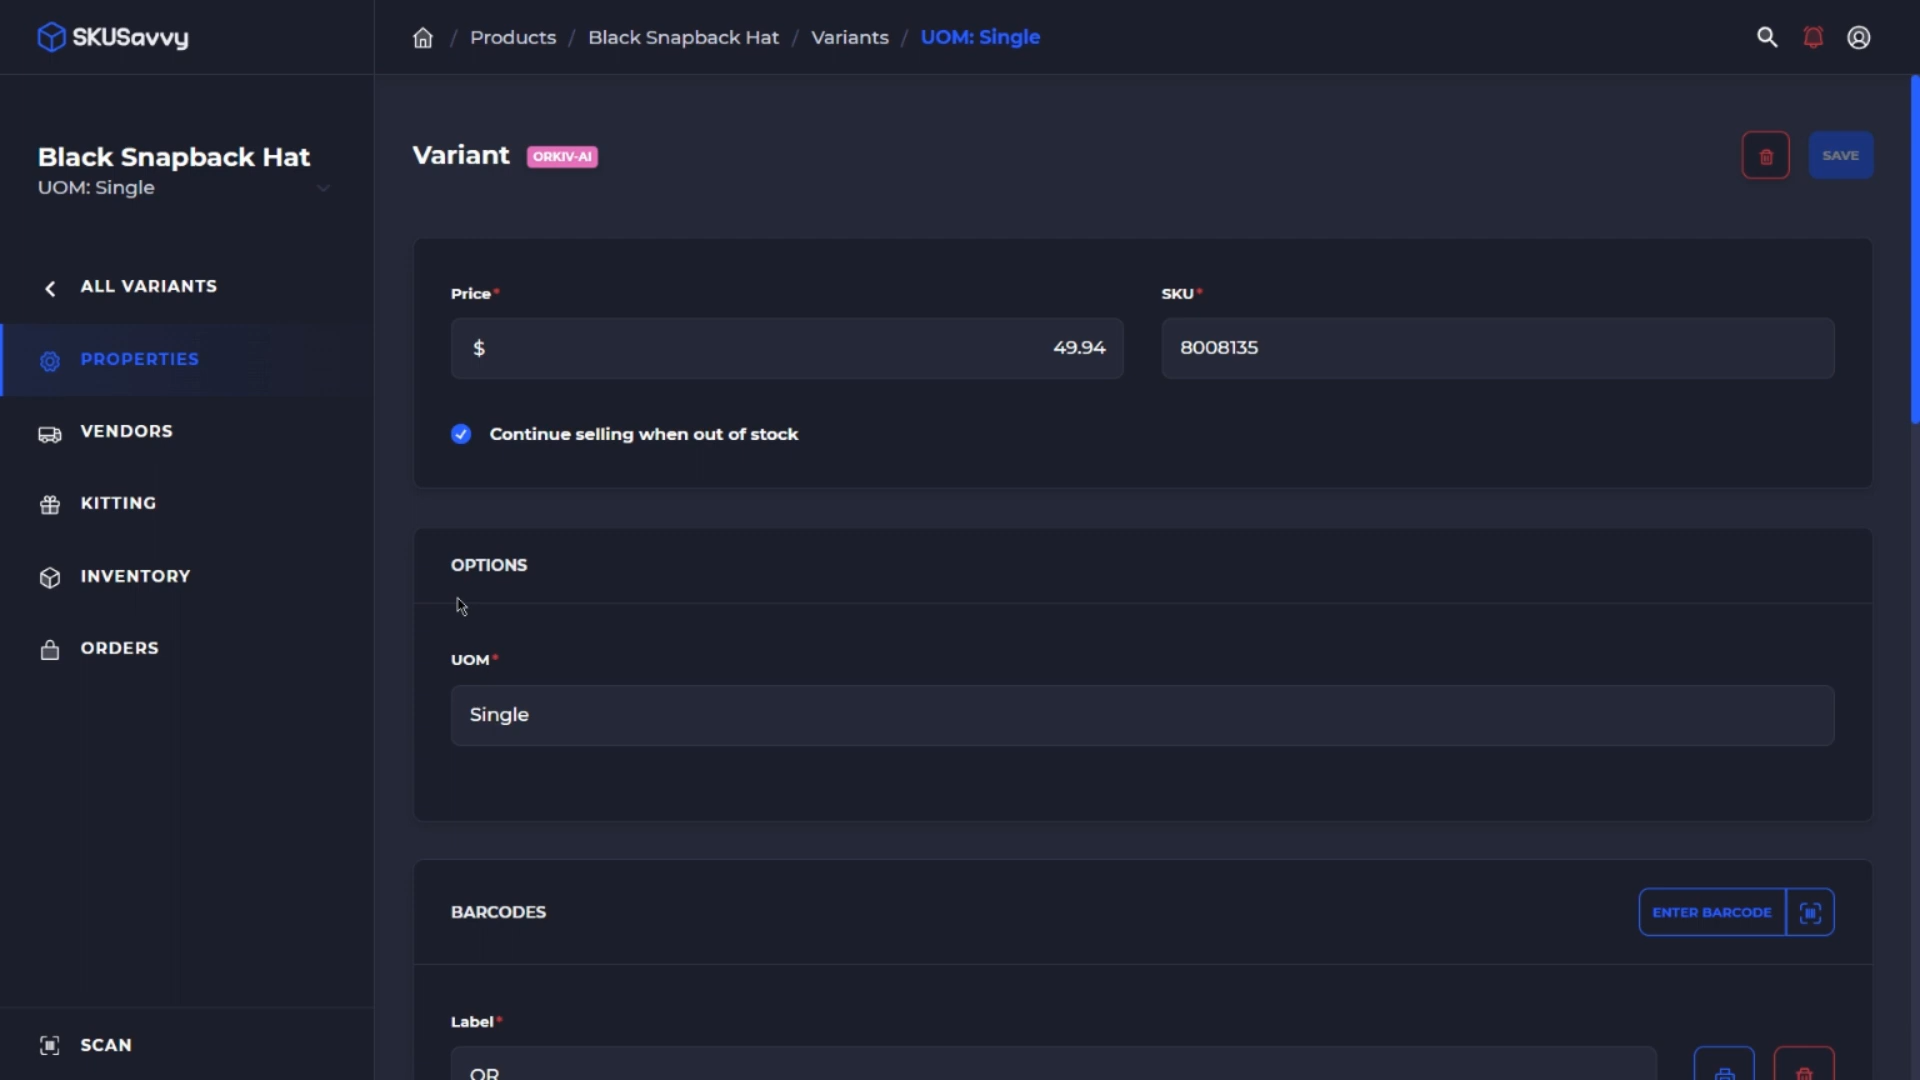 SKUSavvy
/ Products / Black Snapback Hat / Variants / UOM: Single
Black Snapback Hat
UOM: Single
ALL VARIANTS
PROPERTIES
VENDORS
KITTING
INVENTORY
ORDERS
SCAN
Variant ORKIV-AI
SAVE
Price* SKU*
$ 49.94 8008135
Continue selling when out of stock
OPTIONS
UOM*
Single
BARCODES
ENTER BARCODE
Label*
QR